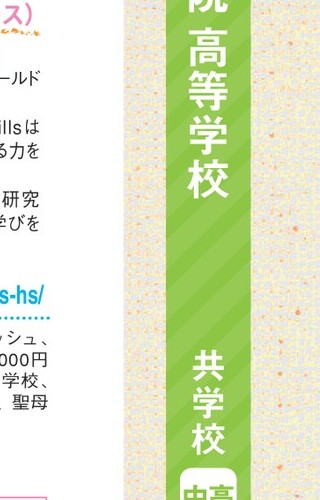 ス）
ールド
illsは
る力を
研究
学びを
s-hs/
ッシュ、
000円
学校、
、聖母
院 高等学校
共学校
中高